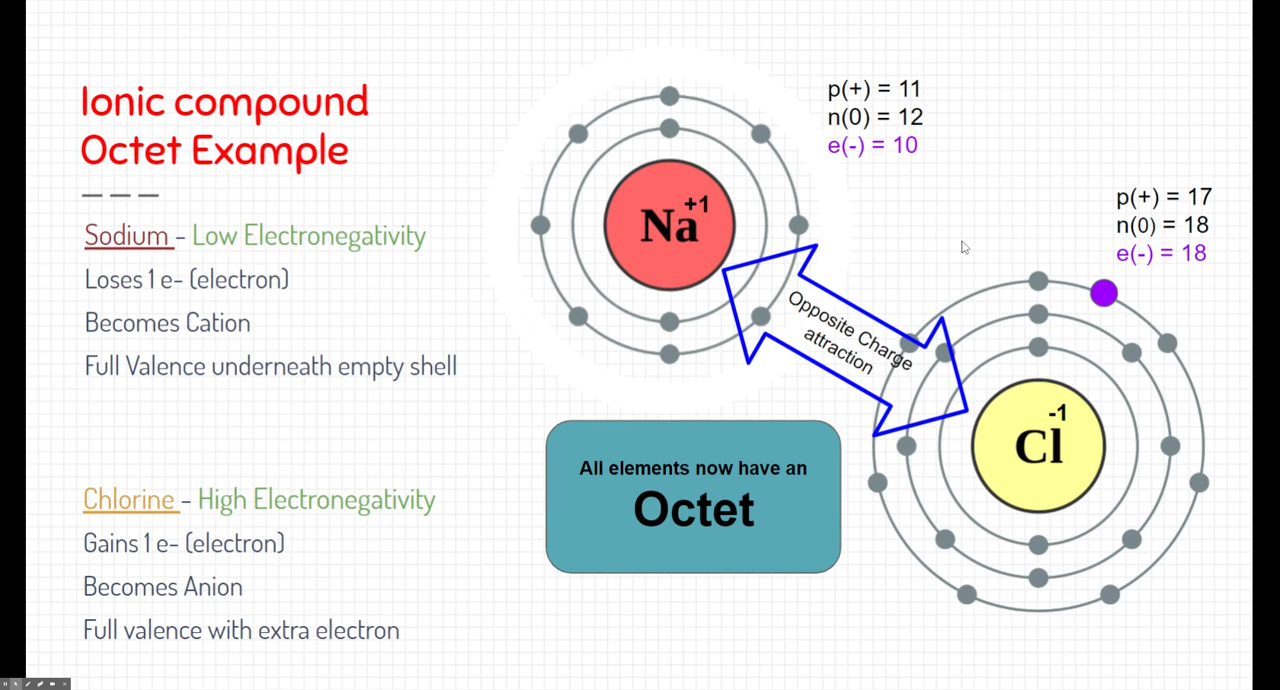 Ionic compound
Octet Example
Sodium - Low Electronegativity
Loses 1 e- (electron)
Becomes Cation
Full Valence underneath empty shell
Chlorine - High Electronegativity
Gains 1 e- (electron)
Becomes Anion
Full valence with extra electron
Na+1
p(+) = 11
n(0) = 12
e(-) = 10
Opposite Charge
attraction
p(+) = 17
n(0) = 18
e(-) = 18
Cl-1
All elements now have an
Octet